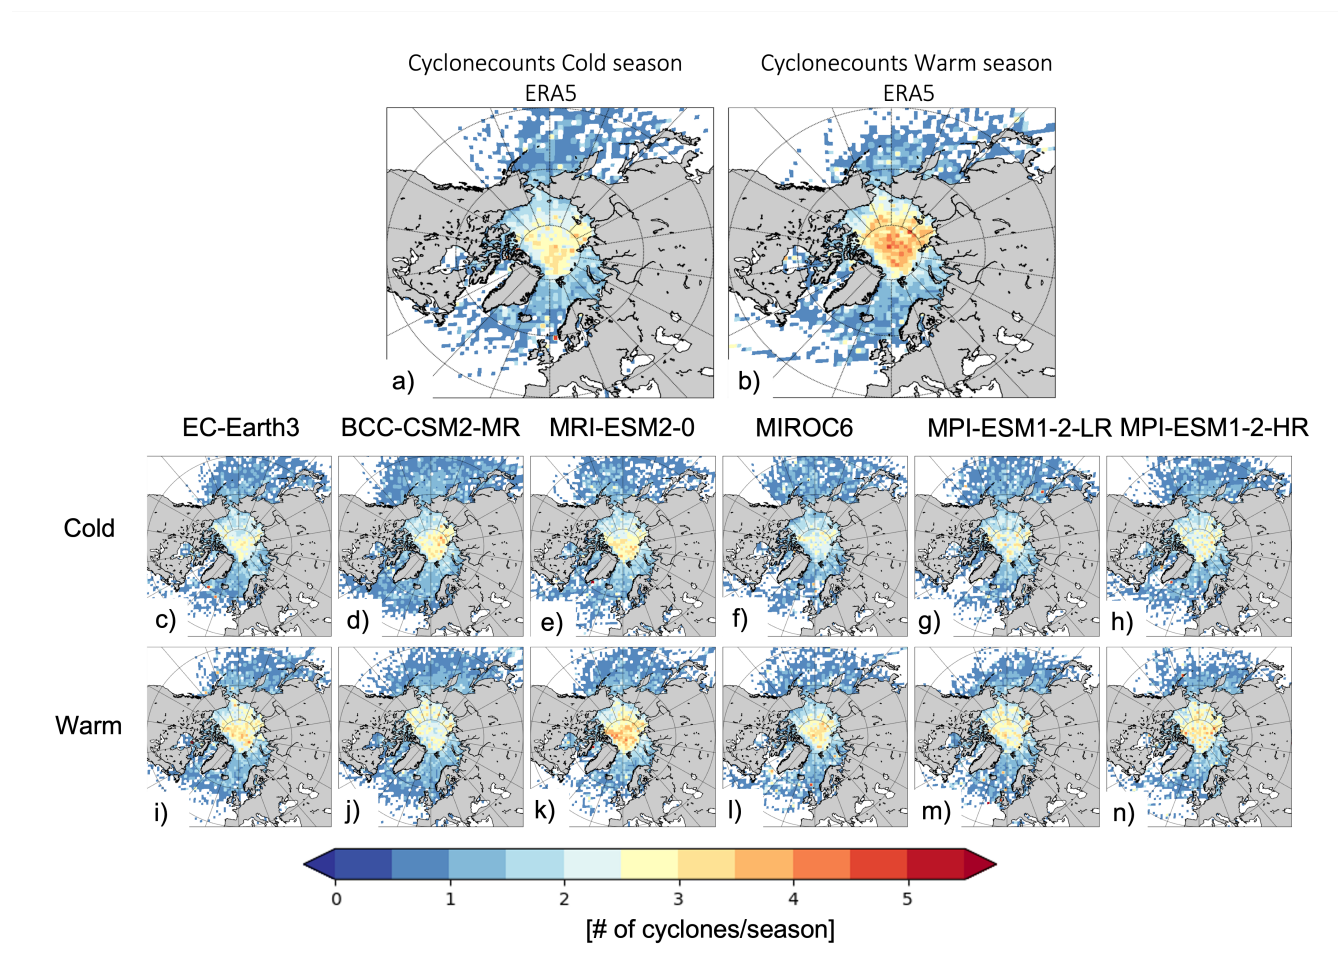 Cyclonecounts Cold season
ERA5
Cyclonecounts Warm season
ERA5
a)
b)
EC-Earth3
BCC-CSM2-MR
MRI-ESM2-0
MIROC6
MPI-ESM1-2-LR
MPI-ESM1-2-HR
Cold
c)
d)
e)
f)
g)
h)
Warm
i)
j)
k)
l)
m)
n)
0 1 2 3 4 5
[# of cyclones/season]